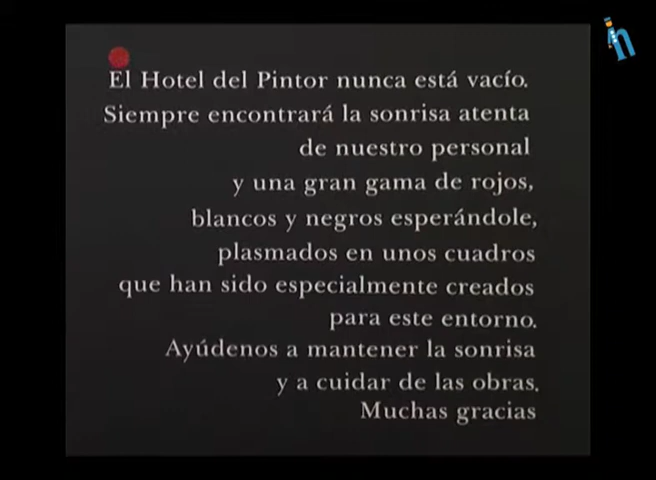 El Hotel del Pintor nunca está vacío.
Siempre encontrará la sonrisa atenta
de nuestro personal
y una gran gama de rojos,
blancos y negros esperándole,
plasmados en unos cuadros
que han sido especialmente creados
para este entorno.
Ayúdenos a mantener la sonrisa
y a cuidar de las obras.
Muchas gracias